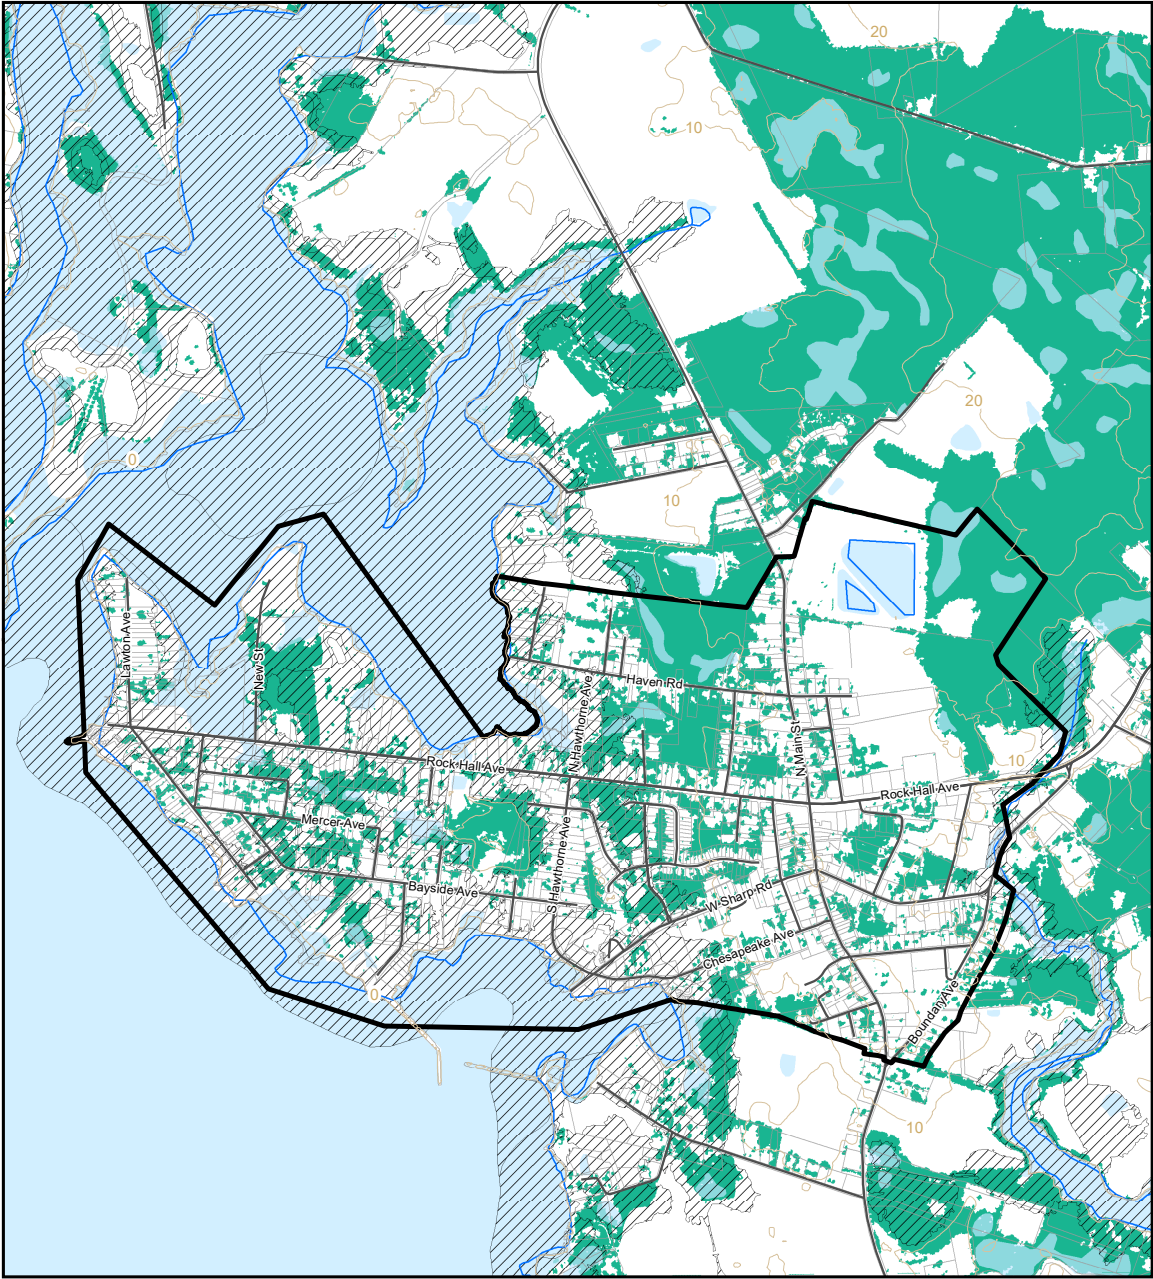 20
10
20
0
10
Lawton Ave
New St
Haven Rd
N Hawthorne Ave
N Main St
Rock Hall Ave
10
Rock Hall Ave
Mercer Ave
S Hawthorne Ave
Bayside Ave
W Sharp Rd
Chesapeake Ave
0
Boundary Ave
10